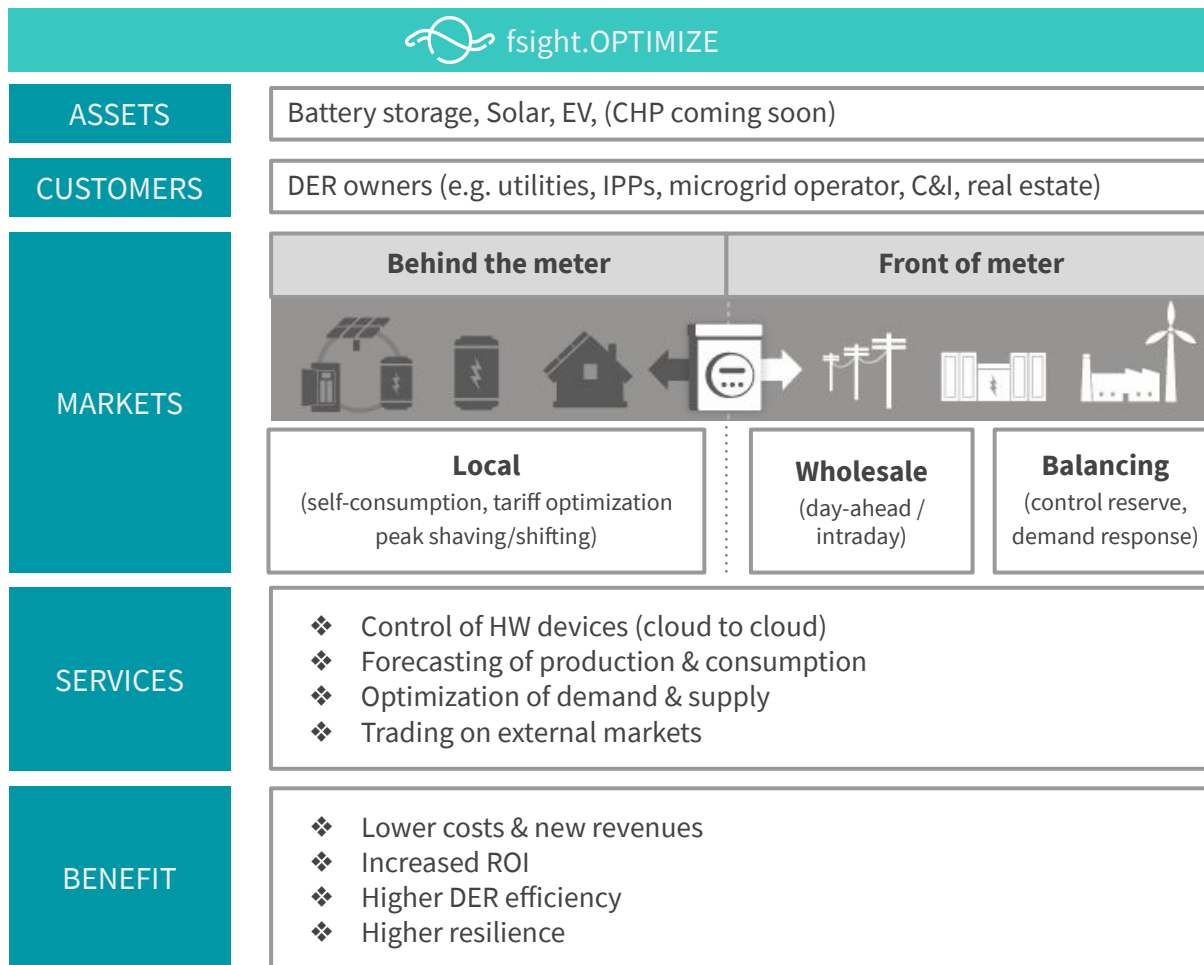 fsight.OPTIMIZE
ASSETS
Battery storage, Solar, EV, (CHP coming soon)
CUSTOMERS
DER owners (e.g. utilities, IPPs, microgrid operator, C&I, real estate)
MARKETS
Behind the meter
Front of meter
Local
(self-consumption, tariff optimization
peak shaving/shifting)
Wholesale
(day-ahead /
intraday)
Balancing
(control reserve,
demand response)
SERVICES
❖ Control of HW devices (cloud to cloud)
❖ Forecasting of production & consumption
❖ Optimization of demand & supply
❖ Trading on external markets
BENEFIT
❖ Lower costs & new revenues
❖ Increased ROI
❖ Higher DER efficiency
❖ Higher resilience